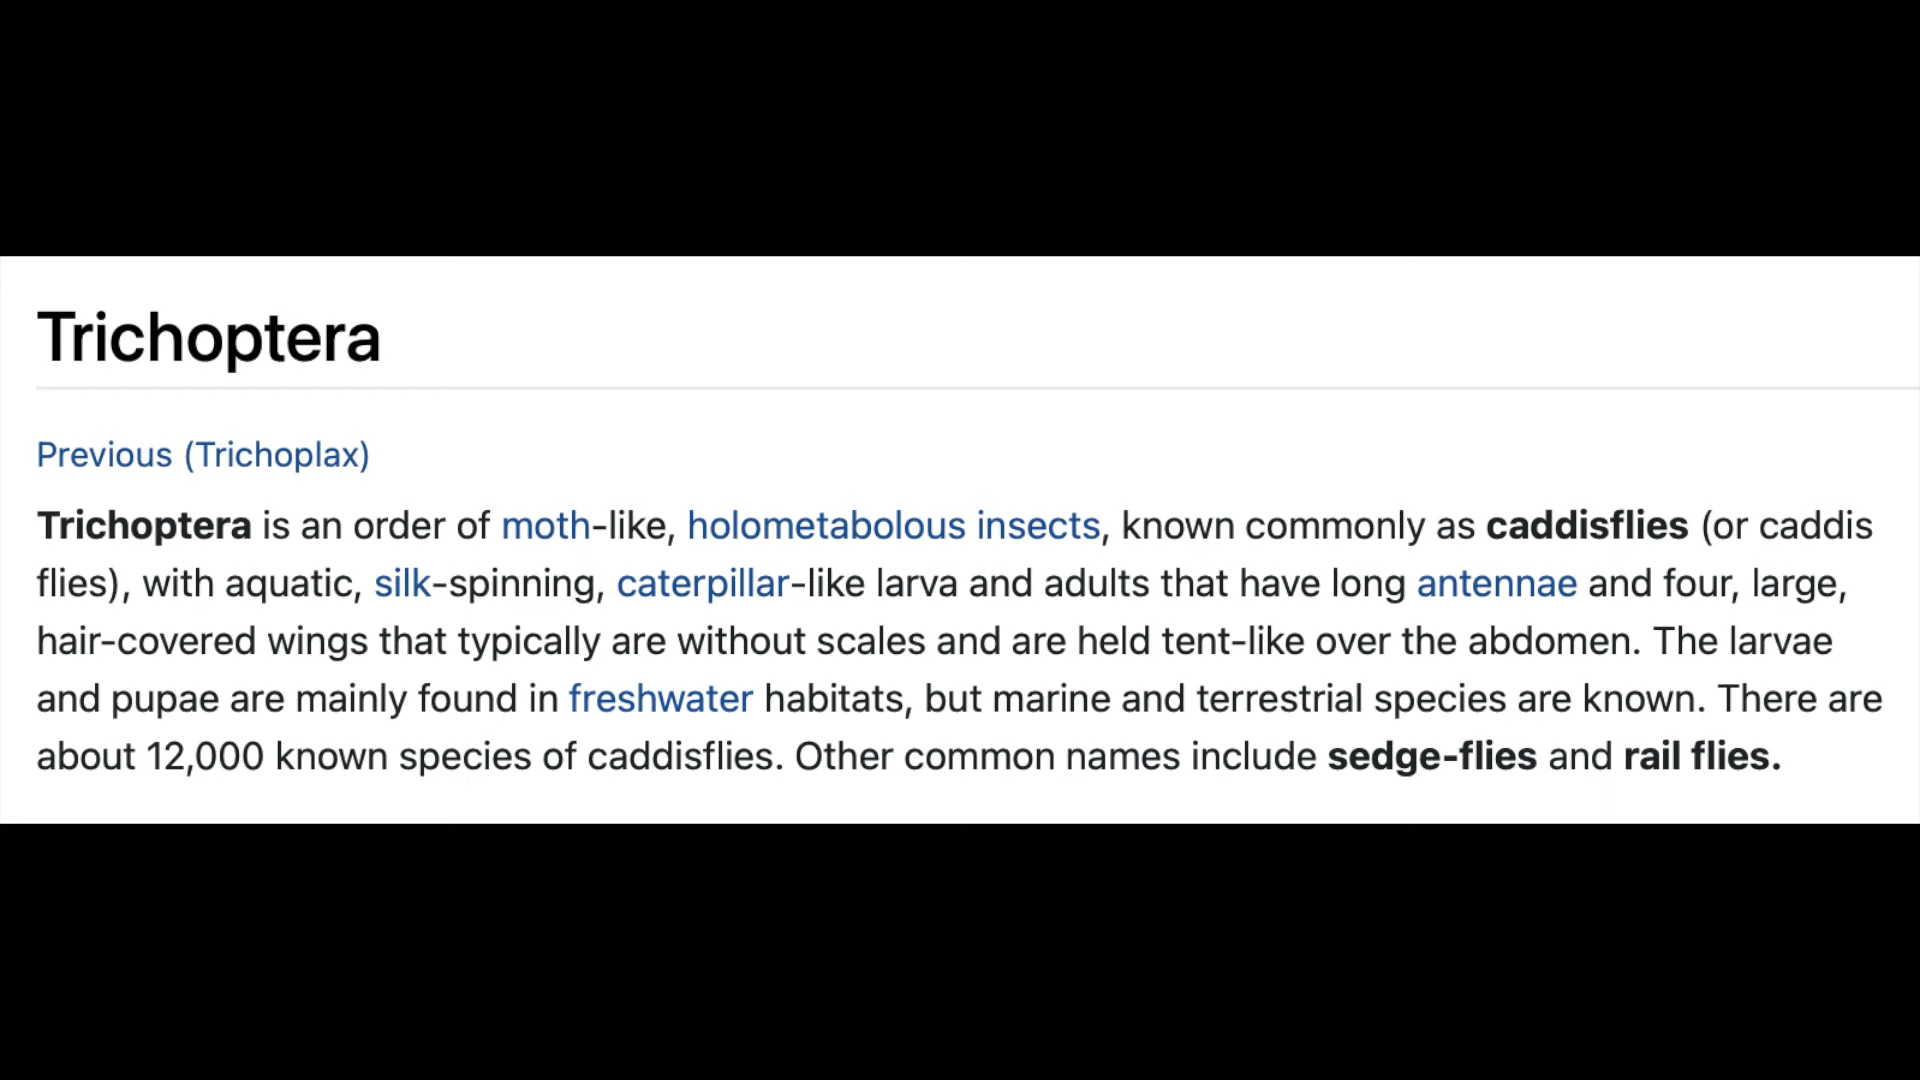 Trichoptera
Previous (Trichoplax)
Trichoptera is an order of moth-like, holometabolous insects, known commonly as caddisflies (or caddis
flies), with aquatic, silk-spinning, caterpillar-like larva and adults that have long antennae and four, large,
hair-covered wings that typically are without scales and are held tent-like over the abdomen. The larvae
and pupae are mainly found in freshwater habitats, but marine and terrestrial species are known. There are
about 12,000 known species of caddisflies. Other common names include sedge-flies and rail flies.